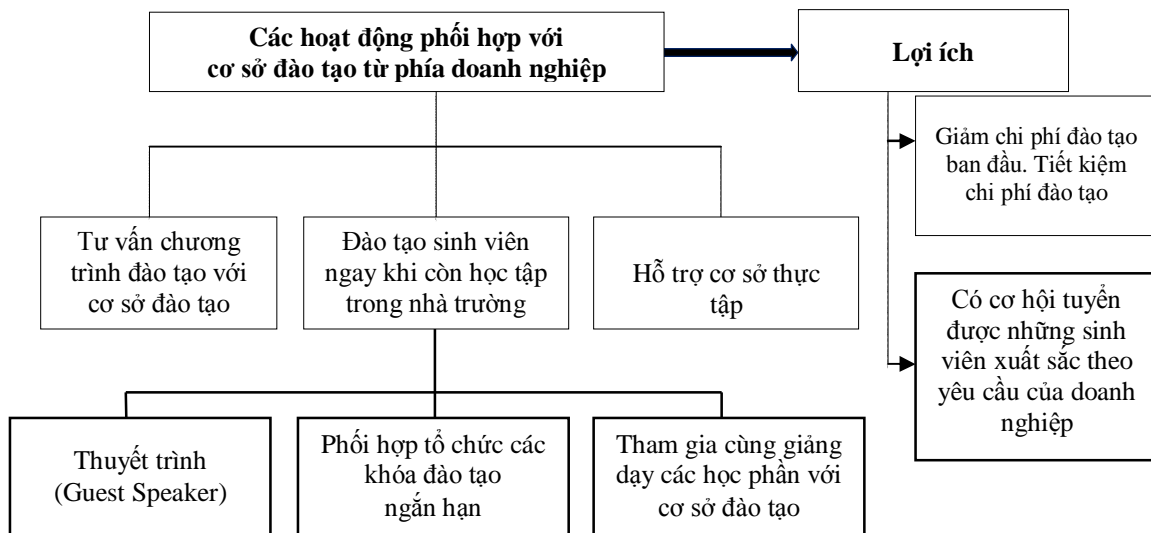 Các hoạt động phối hợp với
cơ sở đào tạo từ phía doanh nghiệp
Lợi ích
Giảm chi phí đào tạo
ban đầu. Tiết kiệm
chi phí đào tạo
Tư vấn chương
trình đào tạo với
cơ sở đào tạo
Đào tạo sinh viên
ngay khi còn học tập
trong nhà trường
Hỗ trợ cơ sở thực
tập
Có cơ hội tuyển
được những sinh
viên xuất sắc theo
yêu cầu của doanh
nghiệp
Thuyết trình
(Guest Speaker)
Phối hợp tổ chức các
khóa đào tạo
ngắn hạn
Tham gia cùng giảng
dạy các học phần với
cơ sở đào tạo